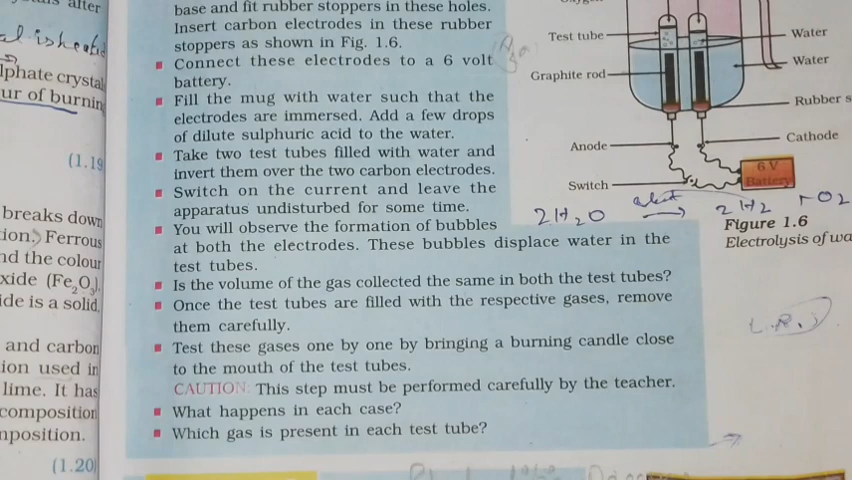 after
lphate crystal
ur of burnin
(1.19
breaks down
ion. Ferrous
nd the colour
xide (Fe₂O₃),
ide is a solid,
and carbon
ion used in
lime. It has
composition
nposition.
(1.20)
base and fit rubber stoppers in these holes.
Insert carbon electrodes in these rubber
stoppers as shown in Fig. 1.6.
■ Connect these electrodes to a 6 volt
battery.
■ Fill the mug with water such that the
electrodes are immersed. Add a few drops
of dilute sulphuric acid to the water.
■ Take two test tubes filled with water and
invert them over the two carbon electrodes.
■ Switch on the current and leave the
apparatus undisturbed for some time.
■ You will observe the formation of bubbles
at both the electrodes. These bubbles displace water in the
test tubes.
■ Is the volume of the gas collected the same in both the test tubes?
■ Once the test tubes are filled with the respective gases, remove
them carefully.
■ Test these gases one by one by bringing a burning candle close
to the mouth of the test tubes.
CAUTION: This step must be performed carefully by the teacher.
■ What happens in each case?
■ Which gas is present in each test tube?
Test tube
Water
Water
Graphite rod
Rubber s
Anode
Cathode
6 V
Battery
Switch
2H₂O → 2H₂ + O₂
Figure 1.6
Electrolysis of wa